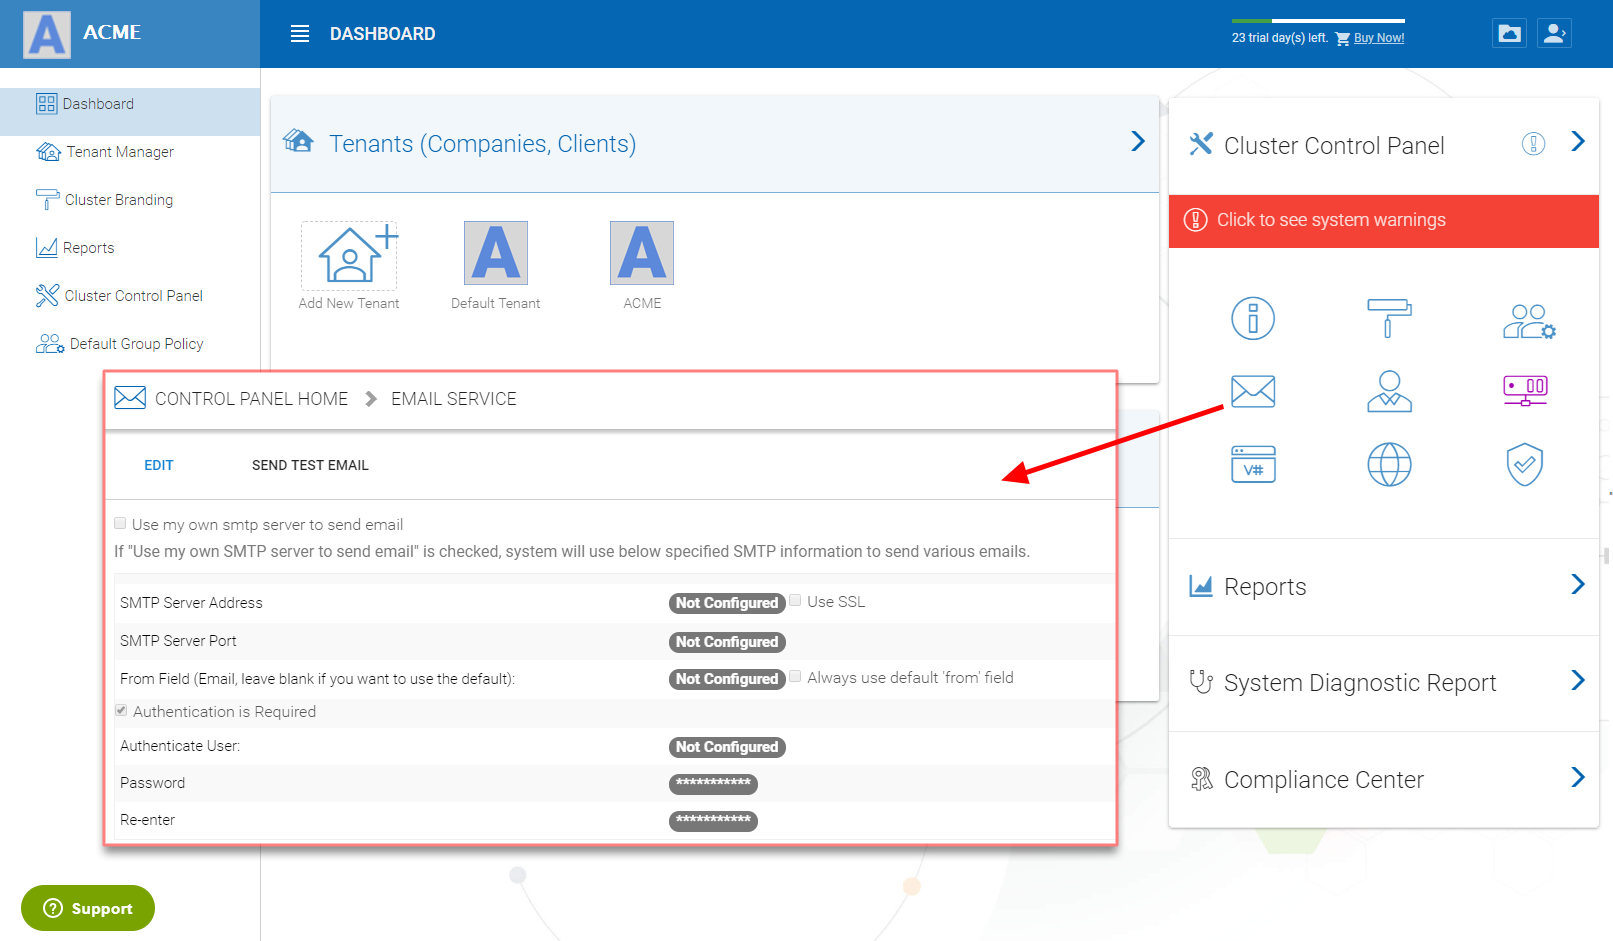 A ACME
DASHBOARD
23 trial day(s) left. Buy Now!
Dashboard
Tenant Manager
Cluster Branding
Reports
Cluster Control Panel
Default Group Policy
Tenants (Companies, Clients)
A
A
Add New Tenant
Default Tenant
ACME
CONTROL PANEL HOME
EMAIL SERVICE
EDIT
SEND TEST EMAIL
Use my own smtp server to send email
If "Use my own SMTP server to send email" is checked, system will use below specified SMTP information to send various emails.
SMTP Server Address Not Configured Use SSL
SMTP Server Port Not Configured
From Field (Email, leave blank if you want to use the default): Not Configured Always use default 'from' field
Authentication is Required
Authenticate User: Not Configured
Password ***********
Re-enter ***********
Cluster Control Panel
Click to see system warnings
V#
Reports
System Diagnostic Report
Compliance Center
Support